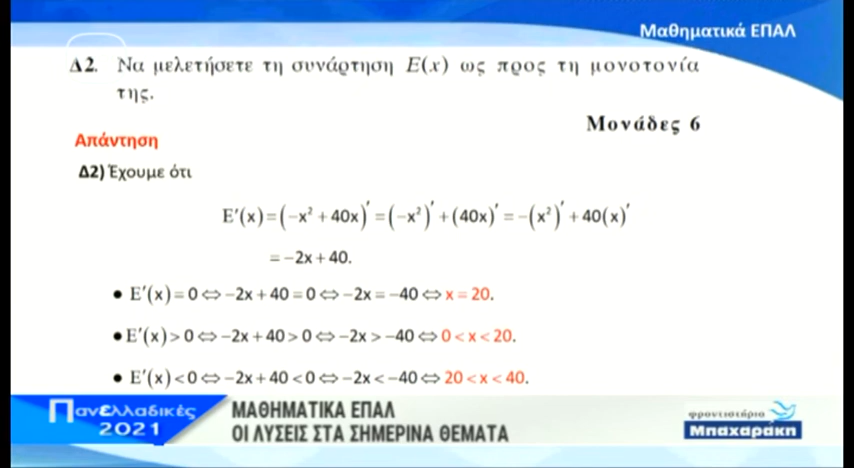 Μαθηματικά ΕΠΑΛ
Δ2. Να μελετήσετε τη συνάρτηση E(x) ως προς τη μονοτονία
της.
Μονάδες 6
Απάντηση
Δ2) Έχουμε ότι
E′(x) = (−x² + 40x)′ = (−x²)′ + (40x)′ = −(x²)′ + 40(x)′
= −2x + 40.
• E′(x) = 0 ⇔ −2x + 40 = 0 ⇔ −2x = −40 ⇔ x = 20.
• E′(x) > 0 ⇔ −2x + 40 > 0 ⇔ −2x > −40 ⇔ 0 < x < 20.
• E′(x) < 0 ⇔ −2x + 40 < 0 ⇔ −2x < −40 ⇔ 20 < x < 40.
Πανελλαδικές
2021
ΜΑΘΗΜΑΤΙΚΑ ΕΠΑΛ
ΟΙ ΛΥΣΕΙΣ ΣΤΑ ΣΗΜΕΡΙΝΑ ΘΕΜΑΤΑ
φροντιστήριο
Μπαχαράκη